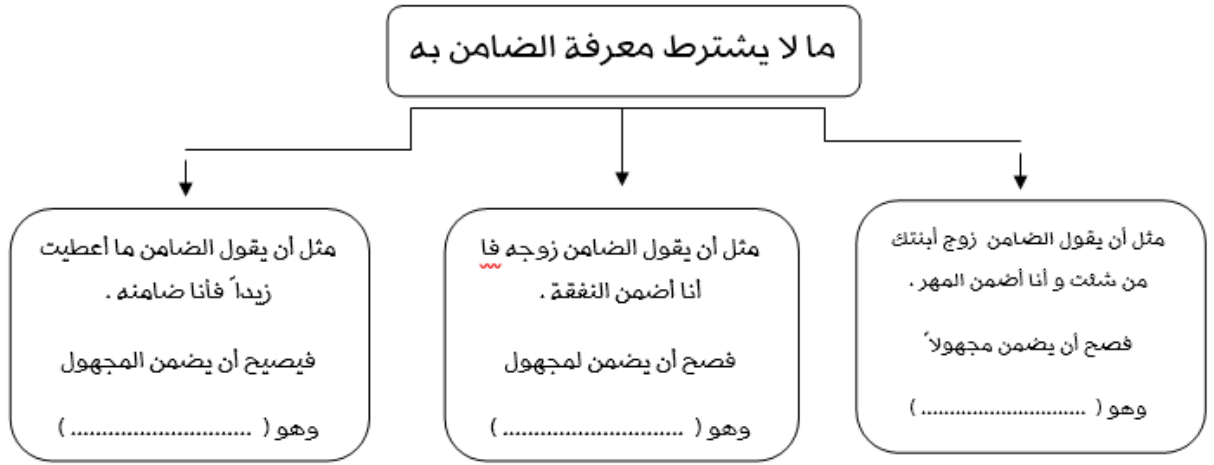 ما لا يشترط معرفة الضامن به
مثل أن يقول الضامن زوج أبنتك
من شئت و أنا أضمن المهر .
فصح أن يضمن مجهولاً
وهو ( ............................. )
مثل أن يقول الضامن زوجه فا
أنا أضمن النفقة .
فصح أن يضمن لمجهول
وهو ( ............................. )
مثل أن يقول الضامن ما أعطيت
زيداً فأنا ضامنه .
فيصيح أن يضمن المجهول
وهو ( ............................. )